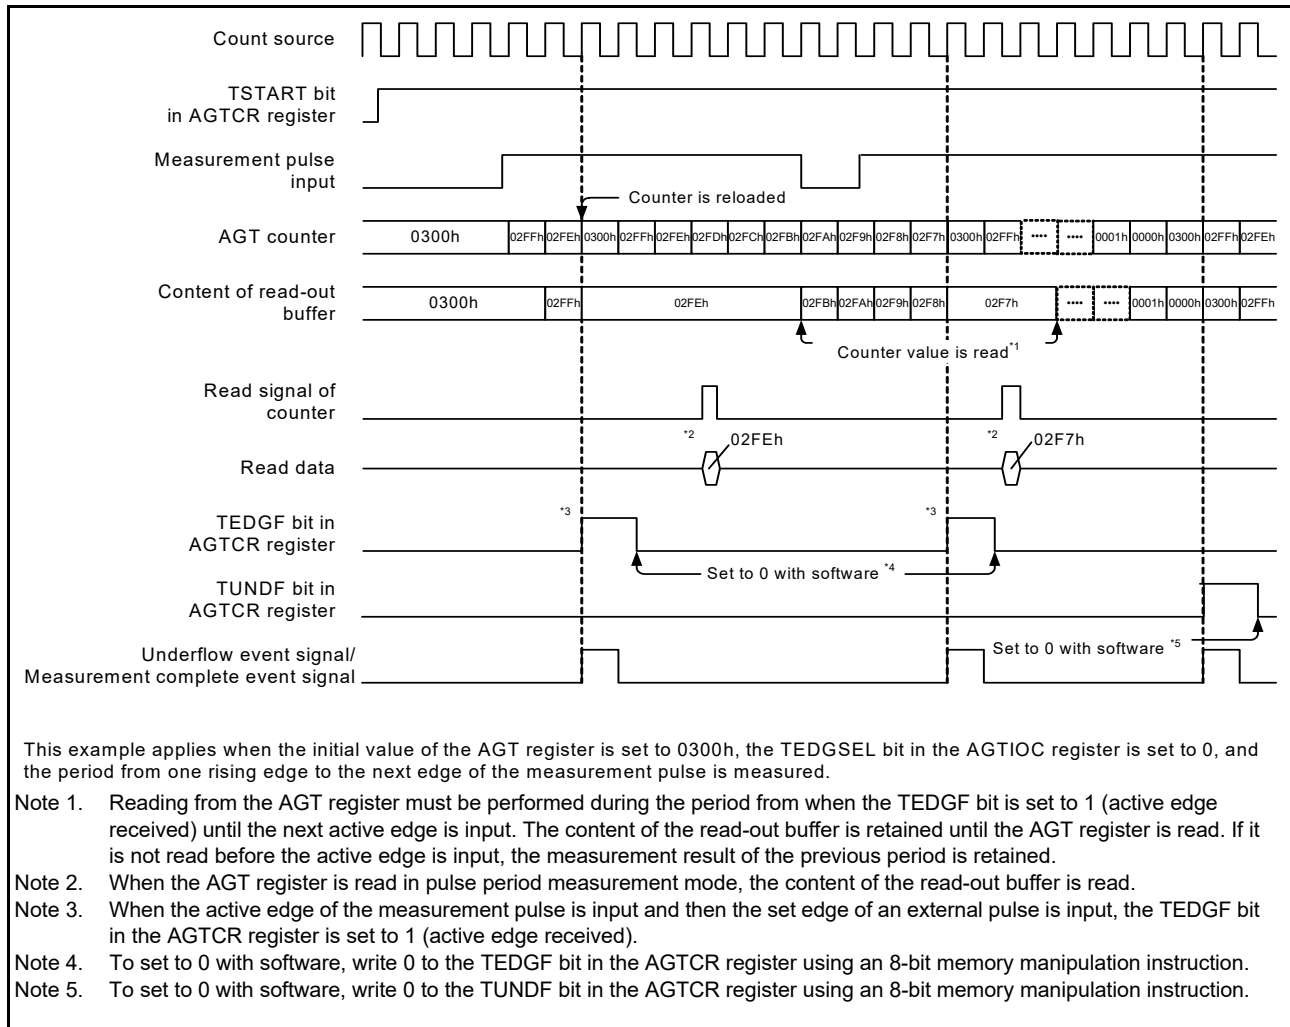 Count source
TSTART bit
in AGTCR register
Measurement pulse
input
Counter is reloaded
AGT counter
0300h 02FFh 02FEh 0300h 02FFh 02FEh 02FDh 02FCh 02FBh 02FAh 02F9h 02F8h 02F7h 0300h 02FFh •••• •••• 0001h 0000h 0300h 02FFh 02FEh
Content of read-out
buffer
0300h 02FFh 02FEh 02FBh 02FAh 02F9h 02F8h 02F7h •••• •••• 0001h 0000h 0300h 02FFh
Counter value is read*1
Read signal of
counter
*2 02FEh *2 02F7h
Read data
TEDGF bit in
AGTCR register
*3 *3
Set to 0 with software *4
TUNDF bit in
AGTCR register
Set to 0 with software *5
Underflow event signal/
Measurement complete event signal
This example applies when the initial value of the AGT register is set to 0300h, the TEDGSEL bit in the AGTIOC register is set to 0, and
the period from one rising edge to the next edge of the measurement pulse is measured.
Note 1. Reading from the AGT register must be performed during the period from when the TEDGF bit is set to 1 (active edge
received) until the next active edge is input. The content of the read-out buffer is retained until the AGT register is read. If it
is not read before the active edge is input, the measurement result of the previous period is retained.
Note 2. When the AGT register is read in pulse period measurement mode, the content of the read-out buffer is read.
Note 3. When the active edge of the measurement pulse is input and then the set edge of an external pulse is input, the TEDGF bit
in the AGTCR register is set to 1 (active edge received).
Note 4. To set to 0 with software, write 0 to the TEDGF bit in the AGTCR register using an 8-bit memory manipulation instruction.
Note 5. To set to 0 with software, write 0 to the TUNDF bit in the AGTCR register using an 8-bit memory manipulation instruction.